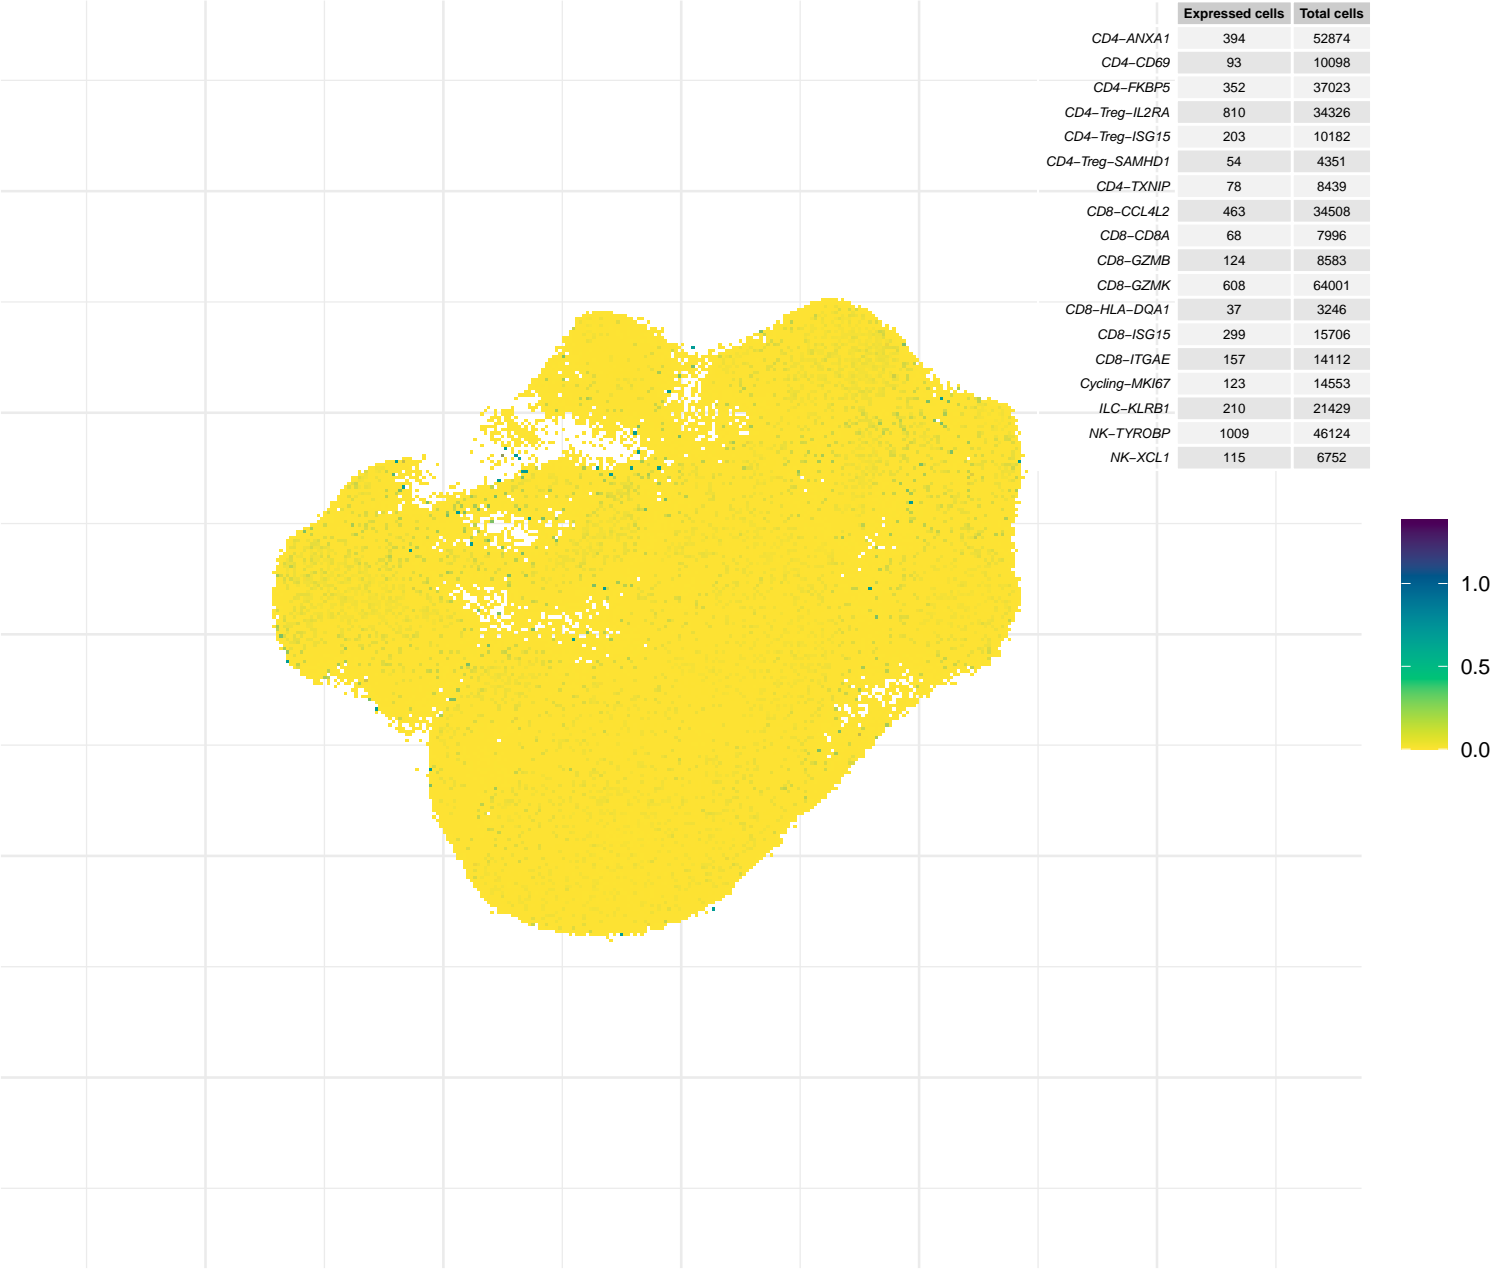 Expressed cells Total cells
CD4−ANXA1 394 52874
CD4−CD69 93 10098
CD4−FKBP5 352 37023
CD4−Treg−IL2RA 810 34326
CD4−Treg−ISG15 203 10182
CD4−Treg−SAMHD1 54 4351
CD4−TXNIP 78 8439
CD8−CCL4L2 463 34508
CD8−CD8A 68 7996
CD8−GZMB 124 8583
CD8−GZMK 608 64001
CD8−HLA−DQA1 37 3246
CD8−ISG15 299 15706
CD8−ITGAE 157 14112
Cycling−MKI67 123 14553
ILC−KLRB1 210 21429
NK−TYROBP 1009 46124
NK−XCL1 115 6752
1.0
0.5
0.0